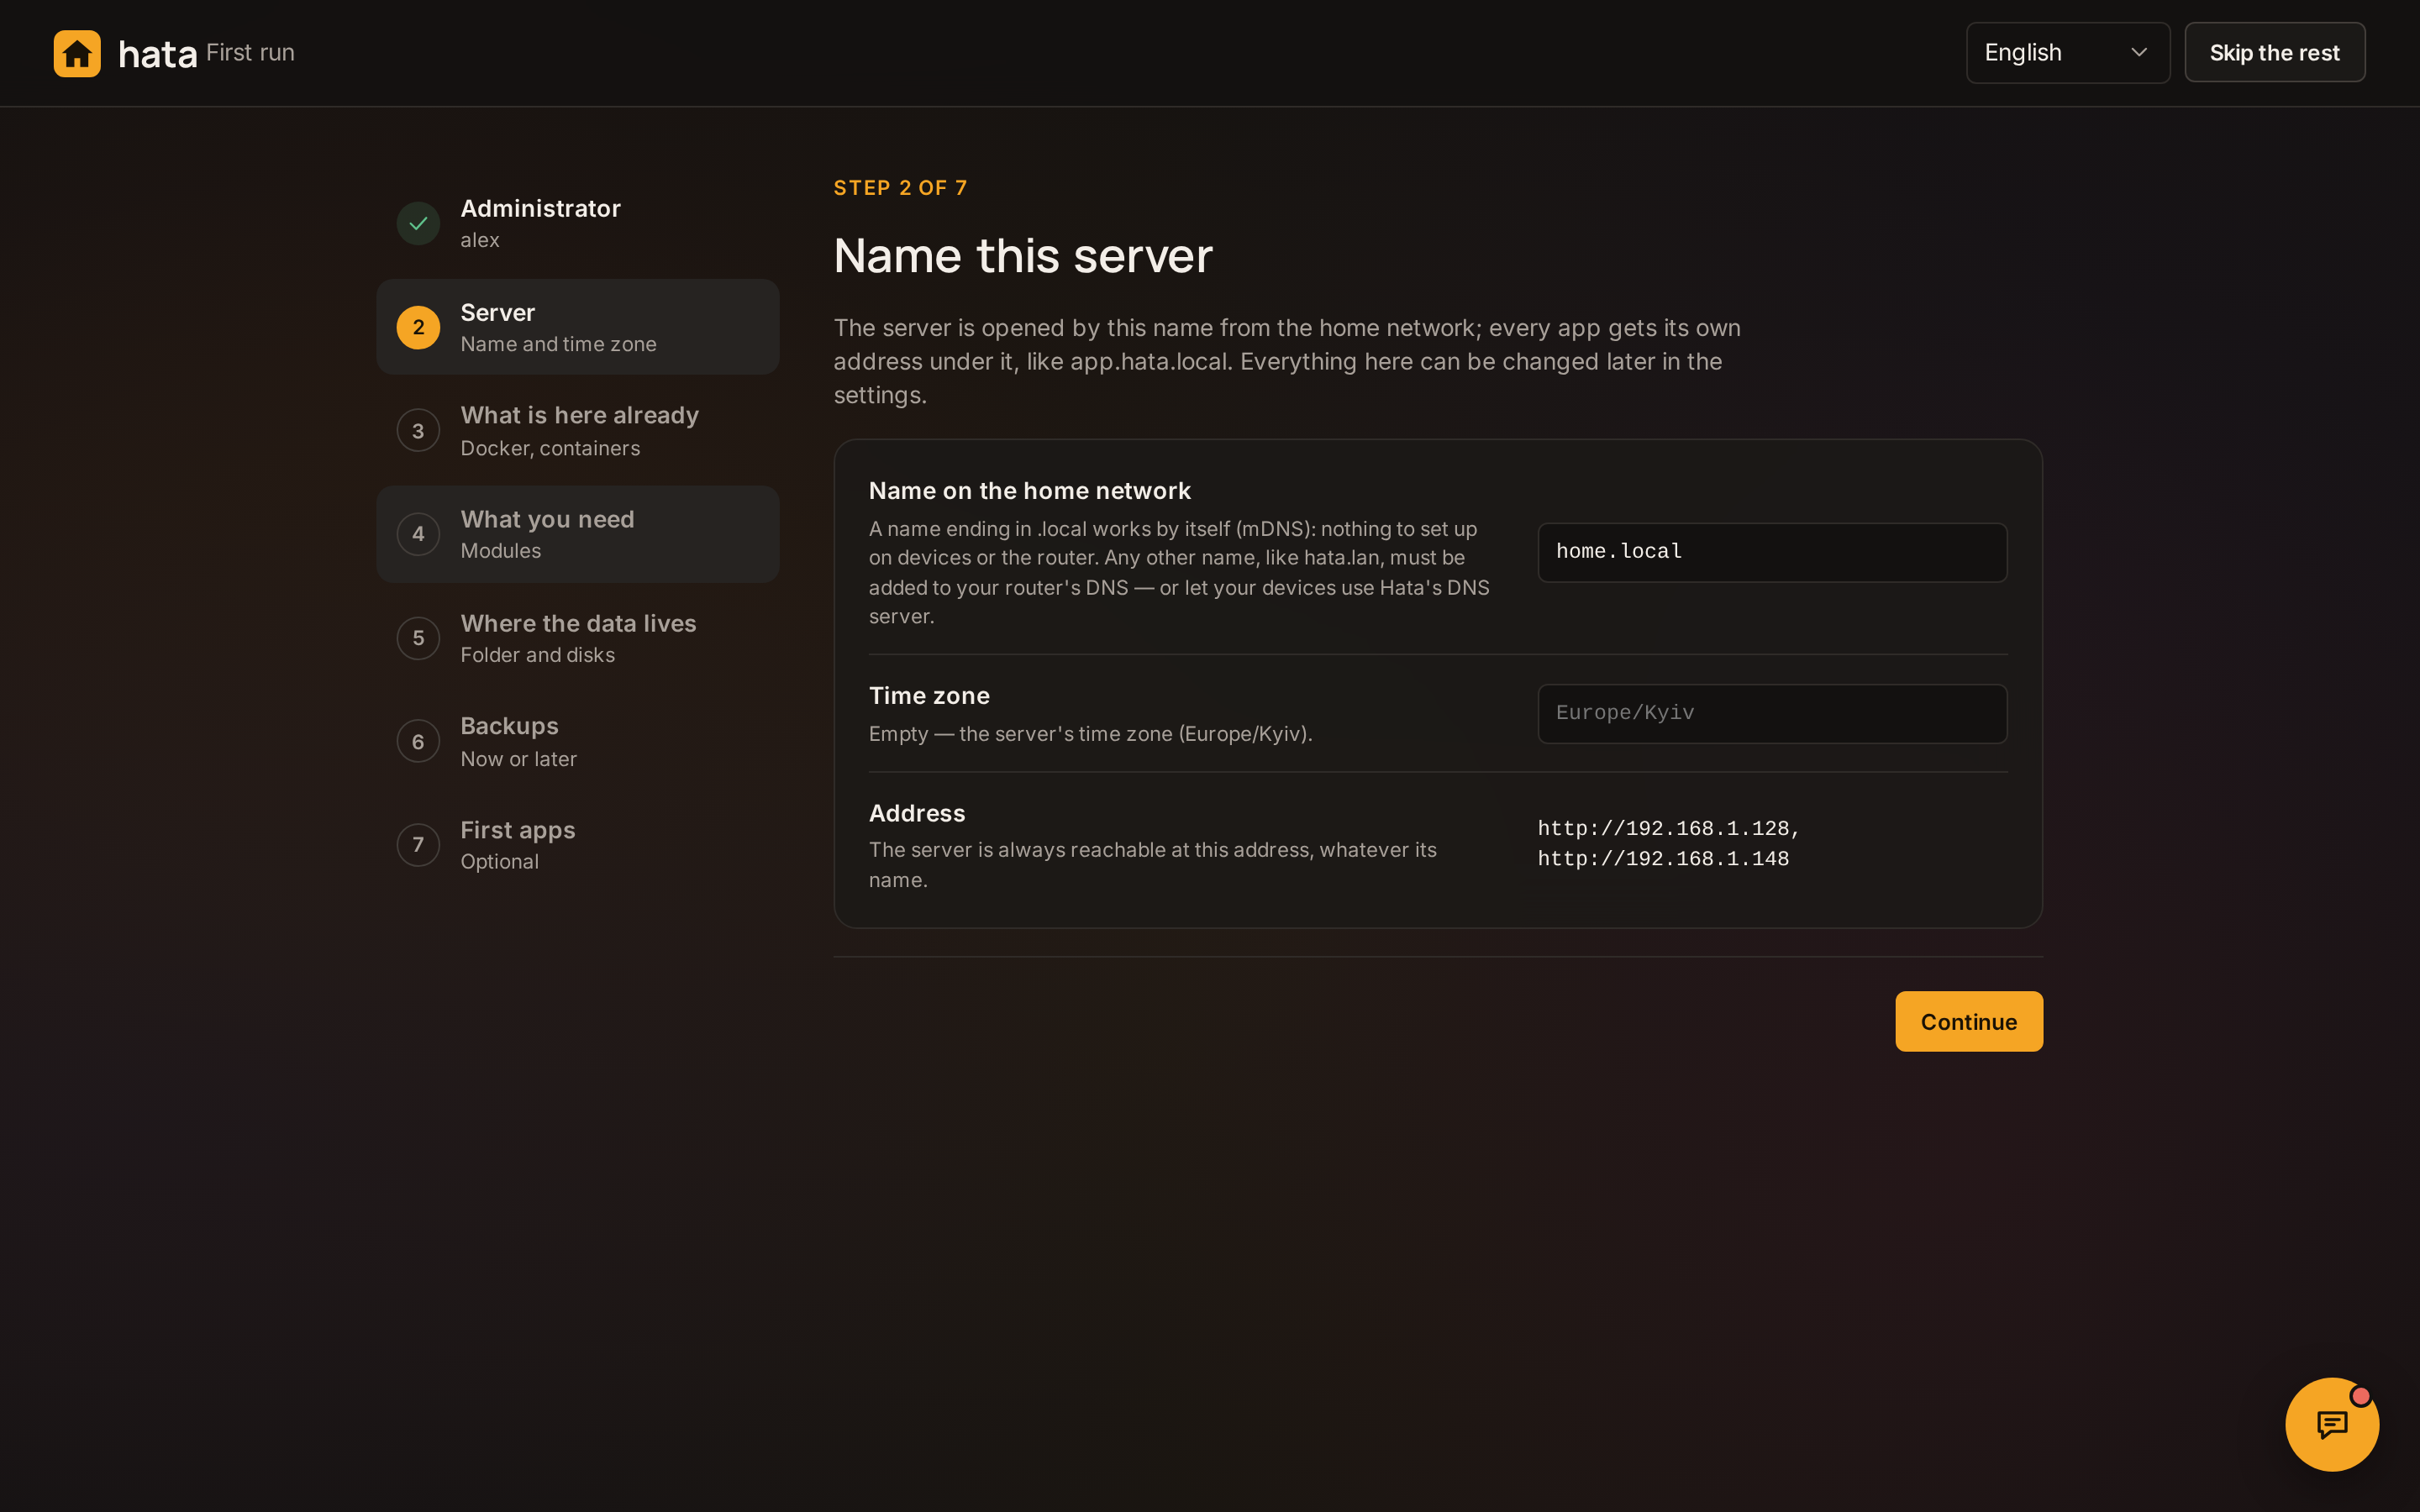 hata First run
English
Skip the rest
Administrator
alex
2
Server
Name and time zone
3
What is here already
Docker, containers
4
What you need
Modules
5
Where the data lives
Folder and disks
6
Backups
Now or later
7
First apps
Optional
STEP 2 OF 7
Name this server
The server is opened by this name from the home network; every app gets its own
address under it, like app.hata.local. Everything here can be changed later in the
settings.
Name on the home network
A name ending in .local works by itself (mDNS): nothing to set up
on devices or the router. Any other name, like hata.lan, must be
added to your router's DNS — or let your devices use Hata's DNS
server.
home.local
Time zone
Empty — the server's time zone (Europe/Kyiv).
Europe/Kyiv
Address
The server is always reachable at this address, whatever its
name.
http://192.168.1.128,
http://192.168.1.148
Continue